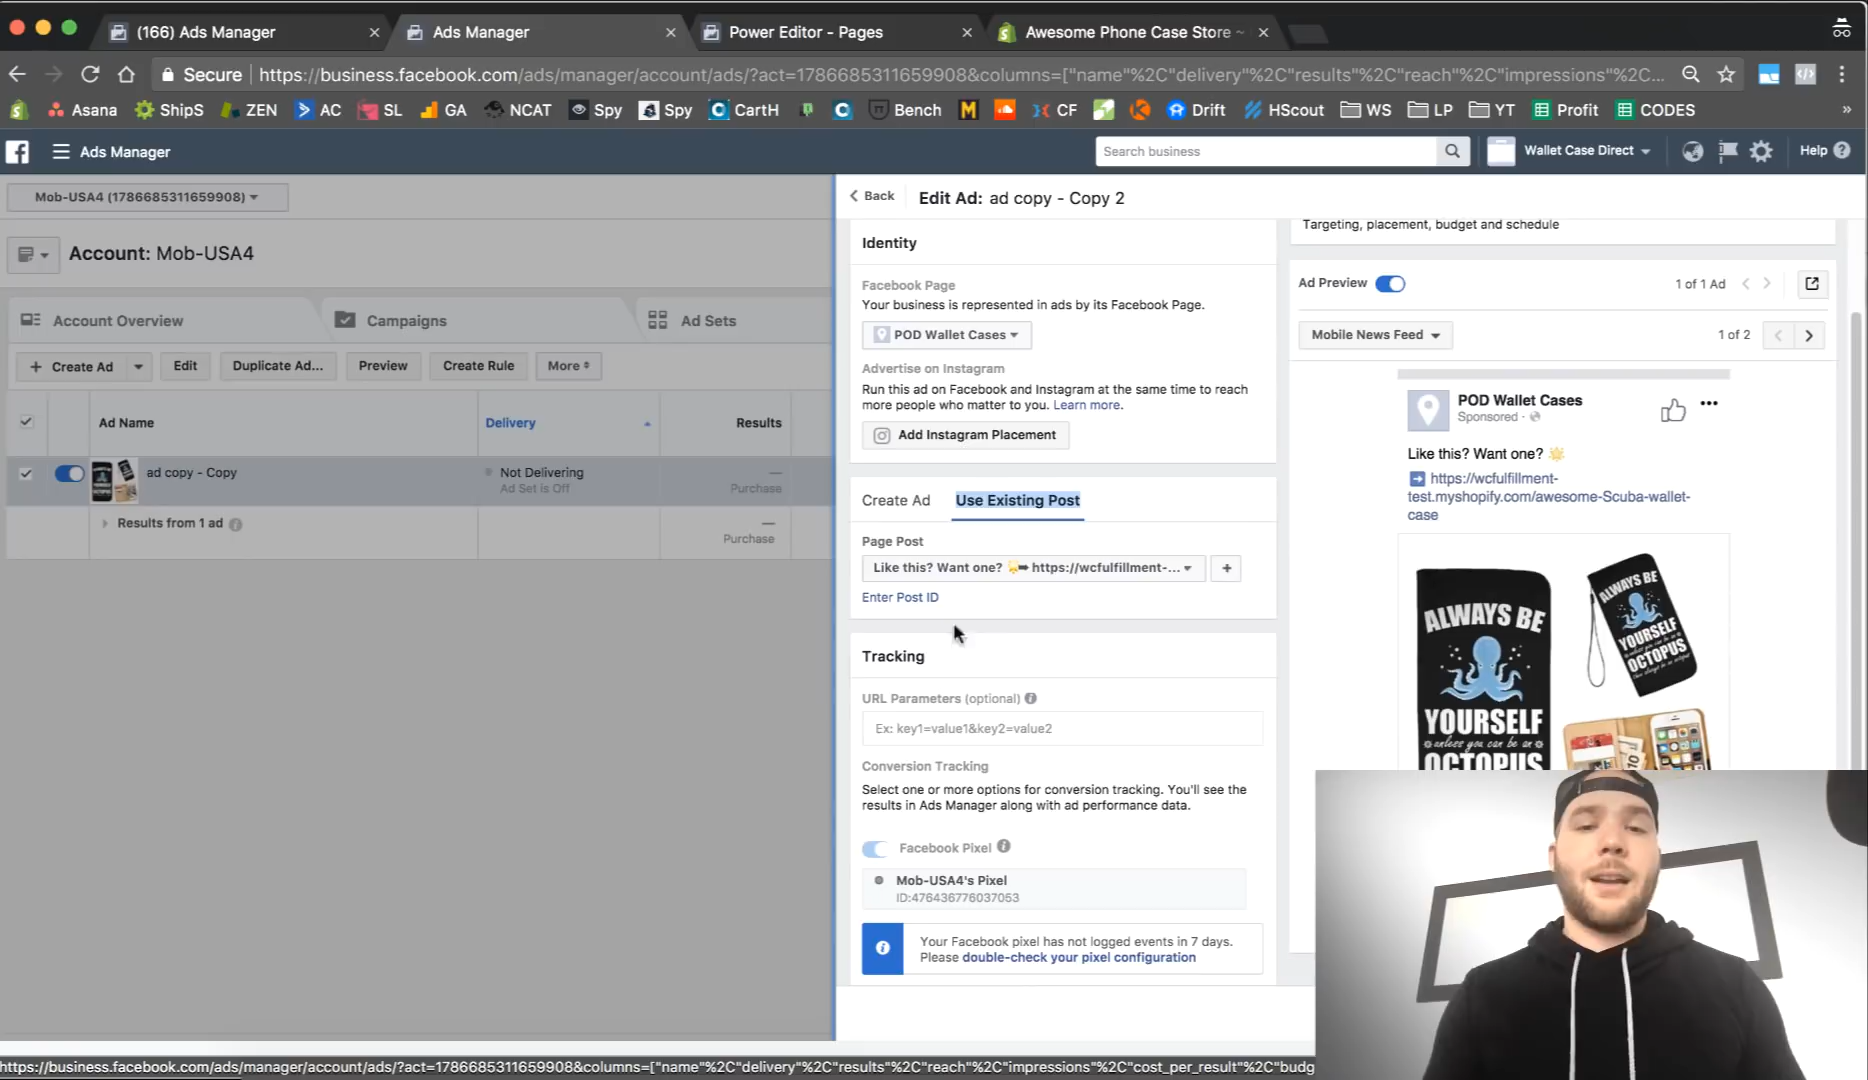 (166) Ads Manager
Ads Manager
Power Editor - Pages
Awesome Phone Case Store ~
Secure
https://business.facebook.com/ads/manager/account/ads/?act=1786685311659908&columns=["name"%2C"delivery"%2C"results"%2C"reach"%2C"impressions"%2C...
Asana ShipS ZEN AC SL GA NCAT Spy Spy CartH C Bench M CF Drift HScout WS LP YT Profit CODES »
Ads Manager
Search business
Wallet Case Direct
Help
Mob-USA4 (1786685311659908)
Account: Mob-USA4
Account Overview
Campaigns
Ad Sets
+ Create Ad
Edit
Duplicate Ad...
Preview
Create Rule
More
Ad Name
Delivery
Results
ad copy - Copy
Not Delivering
Ad Set is Off
—
Purchase
Results from 1 ad
—
Purchase
Back
Edit Ad: ad copy - Copy 2
Identity
Facebook Page
Your business is represented in ads by its Facebook Page.
POD Wallet Cases
Advertise on Instagram
Run this ad on Facebook and Instagram at the same time to reach
more people who matter to you. Learn more.
Add Instagram Placement
Create Ad
Use Existing Post
Page Post
Like this? Want one? 🌟➡ https://wcfulfillment-...
+
Enter Post ID
Tracking
URL Parameters (optional)
Ex: key1=value1&key2=value2
Conversion Tracking
Select one or more options for conversion tracking. You'll see the
results in Ads Manager along with ad performance data.
Facebook Pixel
Mob-USA4's Pixel
ID:476436776037053
Your Facebook pixel has not logged events in 7 days.
Please double-check your pixel configuration
Targeting, placement, budget and schedule
Ad Preview
1 of 1 Ad
Mobile News Feed
1 of 2
POD Wallet Cases
Sponsored ·
Like this? Want one? 🌟
➡ https://wcfulfillment-
test.myshopify.com/awesome-Scuba-wallet-
case
ALWAYS BE
YOURSELF
unless you can be an
OCTOPUS
ALWAYS BE
YOURSELF
OCTOPUS
https://business.facebook.com/ads/manager/account/ads/?act=1786685311659908&columns=["name"%2C"delivery"%2C"results"%2C"reach"%2C"impressions"%2C"cost_per_result"%2C"budg